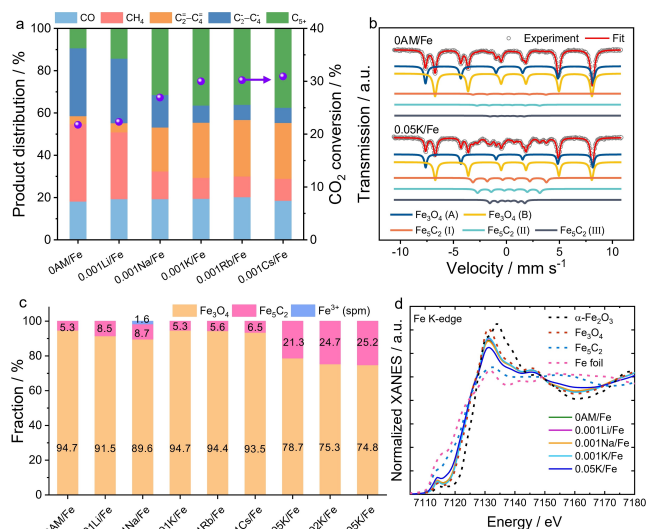 a
CO CH₄ C₂⁼–C₄⁼ C₂–C₄ C₅₊
Product distribution / %
100
80
60
40
20
0
40
30
20
10
0
CO₂ conversion / %
0AM/Fe
0.001Li/Fe
0.001Na/Fe
0.001K/Fe
0.001Rb/Fe
0.001Cs/Fe
b
0AM/Fe
Experiment Fit
0.05K/Fe
Transmission / a.u.
Fe₃O₄ (A) Fe₃O₄ (B)
Fe₅C₂ (I) Fe₅C₂ (II) Fe₅C₂ (III)
-10 -5 0 5 10
Velocity / mm s⁻¹
c
Fe₃O₄ Fe₅C₂ Fe³⁺ (spm)
Fraction / %
100
80
60
40
20
0
1.6
5.3 8.5 8.7 5.3 5.6 6.5 21.3 24.7 25.2
94.7 91.5 89.6 94.7 94.4 93.5 78.7 75.3 74.8
d
Fe K-edge
α-Fe₂O₃
Fe₃O₄
Fe₅C₂
Fe foil
0AM/Fe
0.001Li/Fe
0.001Na/Fe
0.001K/Fe
0.05K/Fe
Normalized XANES / a.u.
7110 7120 7130 7140 7150 7160 7170 7180
Energy / eV